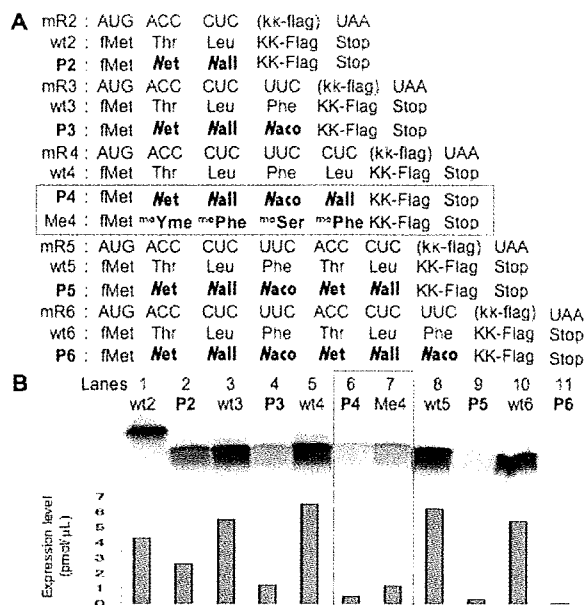 A mR2 : AUG ACC CUC (kk-flag) UAA
wt2 : fMet Thr Leu KK-Flag Stop
P2 : fMet Net Nall KK-Flag Stop
mR3 : AUG ACC CUC UUC (kk-flag) UAA
wt3 : fMet Thr Leu Phe KK-Flag Stop
P3 : fMet Net Nall Naco KK-Flag Stop
mR4 : AUG ACC CUC UUC CUC (kk-flag) UAA
wt4 : fMet Thr Leu Phe Leu KK-Flag Stop
P4 : fMet Net Nall Naco Nall KK-Flag Stop
Me4 : fMet meYme mePhe meSer mePhe KK-Flag Stop
mR5 : AUG ACC CUC UUC ACC CUC (kk-flag) UAA
wt5 : fMet Thr Leu Phe Thr Leu KK-Flag Stop
P5 : fMet Net Nall Naco Net Nall KK-Flag Stop
mR6 : AUG ACC CUC UUC ACC CUC UUC (kk-flag) UAA
wt6 : fMet Thr Leu Phe Thr Leu Phe KK-Flag Stop
P6 : fMet Net Nall Naco Net Nall Naco KK-Flag Stop
B Lanes 1 2 3 4 5 6 7 8 9 10 11
wt2 P2 wt3 P3 wt4 P4 Me4 wt5 P5 wt6 P6
Expression level
(pmol/µL)
7
6
5
4
3
2
1
0